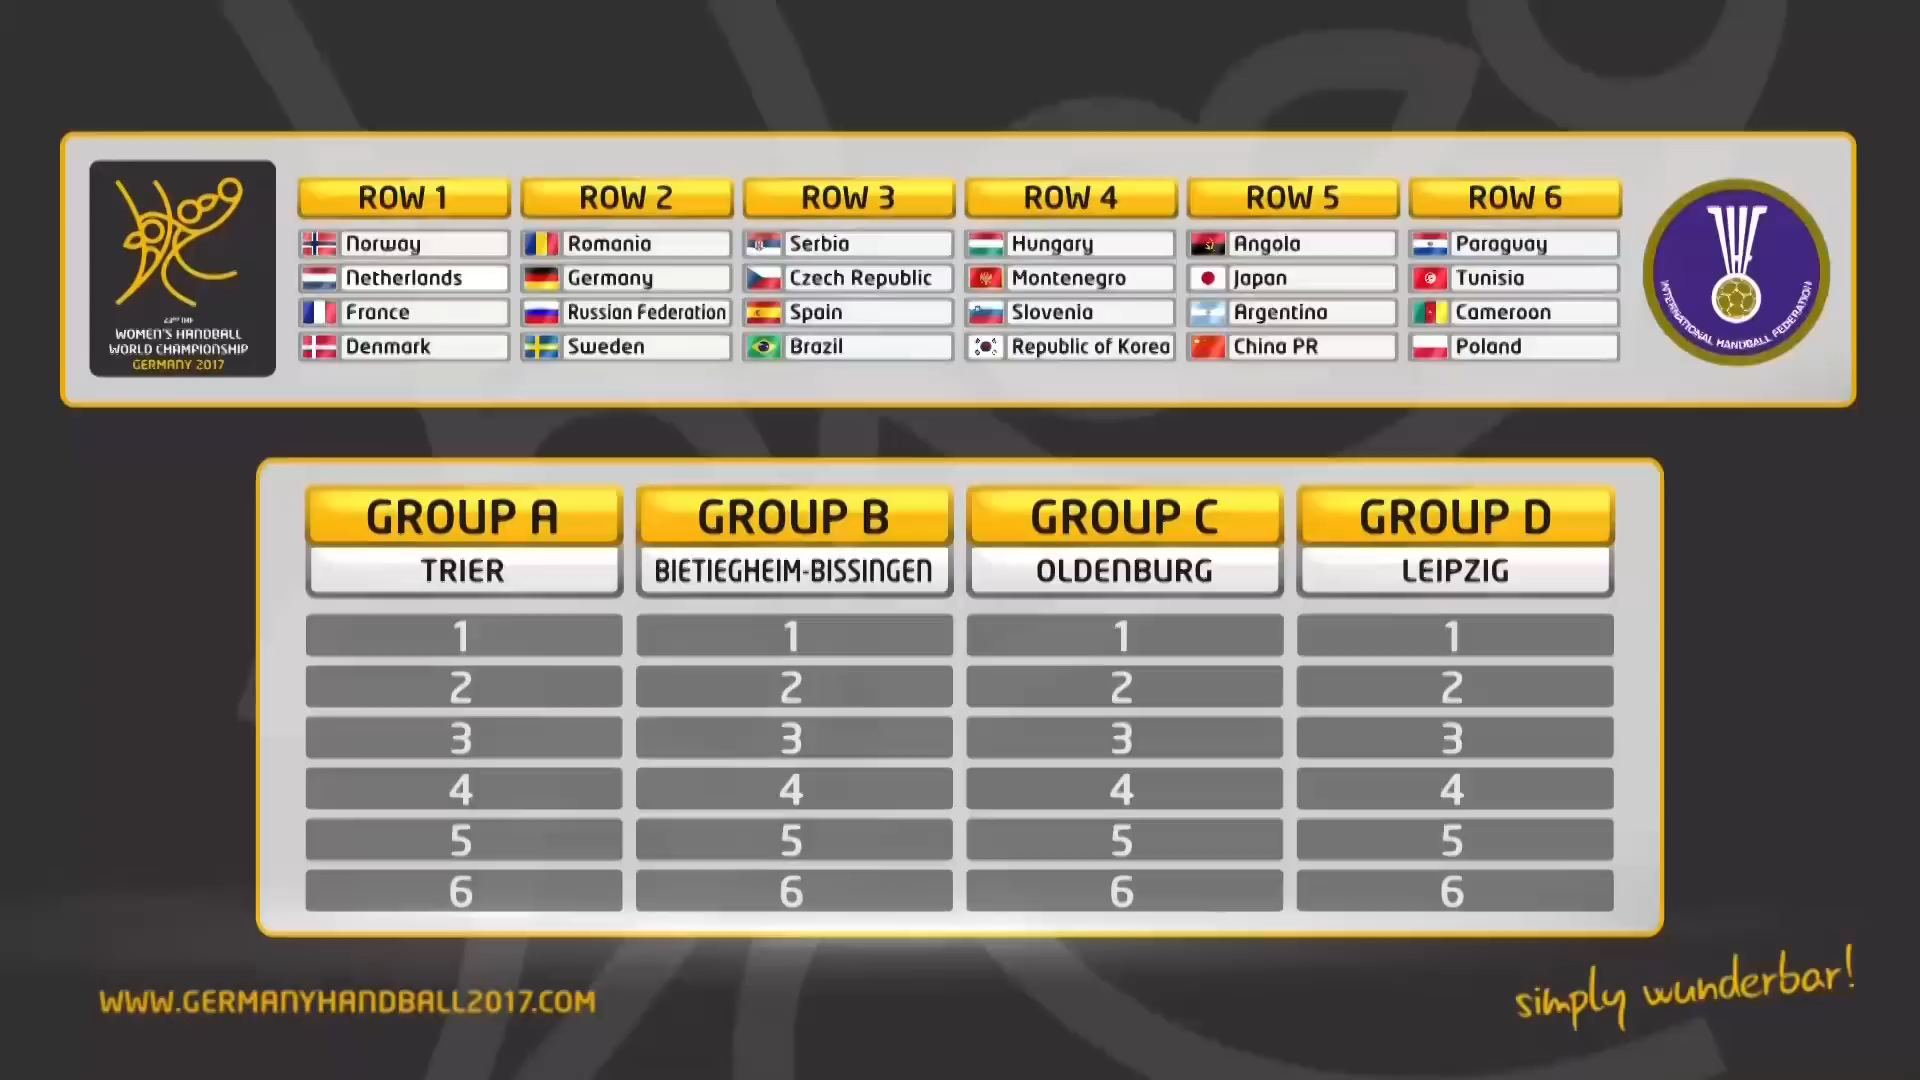 ROW 1 ROW 2 ROW 3 ROW 4 ROW 5 ROW 6
Norway Romania Serbia Hungary Angola Paraguay
Netherlands Germany Czech Republic Montenegro Japan Tunisia
France Russian Federation Spain Slovenia Argentina Cameroon
Denmark Sweden Brazil Republic of Korea China PR Poland
23RD IHF
WOMEN'S HANDBALL
WORLD CHAMPIONSHIP
GERMANY 2017
INTERNATIONAL HANDBALL FEDERATION
GROUP A GROUP B GROUP C GROUP D
TRIER BIETIEGHEIM-BISSINGEN OLDENBURG LEIPZIG
1 1 1 1
2 2 2 2
3 3 3 3
4 4 4 4
5 5 5 5
6 6 6 6
WWW.GERMANYHANDBALL2017.COM
simply wunderbar!